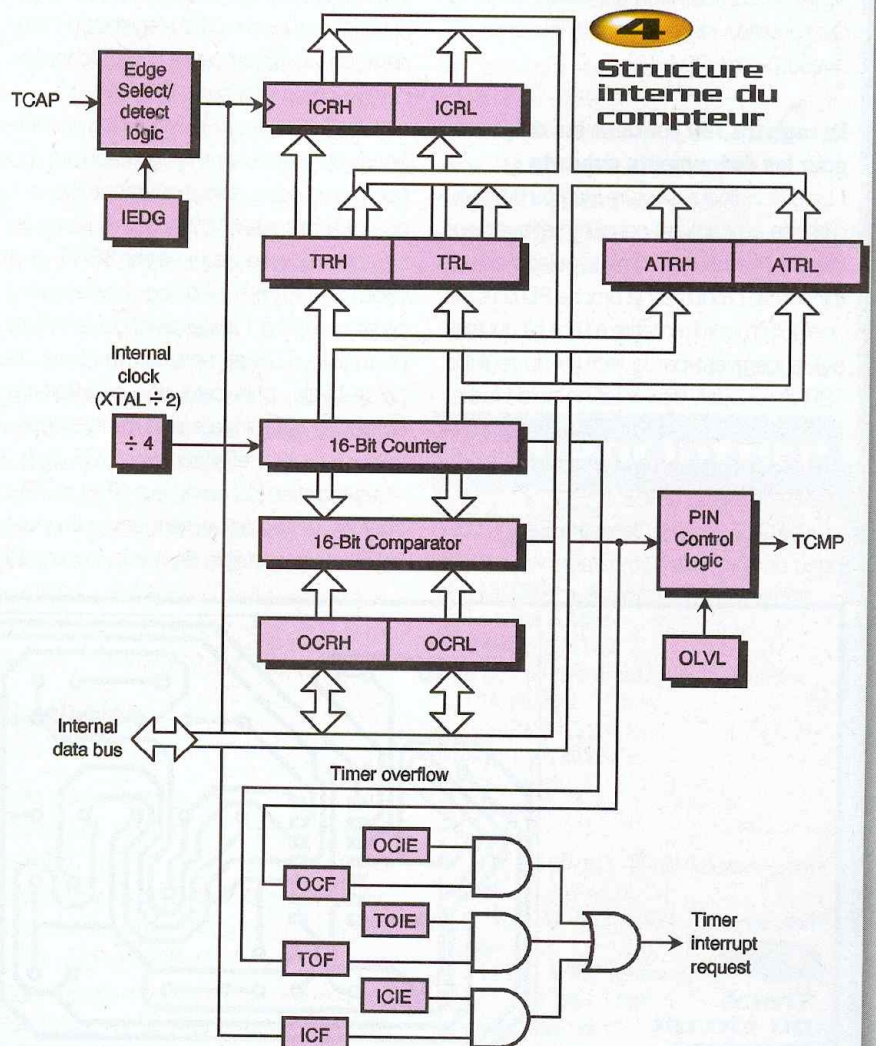 4
Structure
interne du
compteur
TCAP
Edge
Select/
detect
logic
IEDG
ICRH
ICRL
TRH
TRL
ATRH
ATRL
Internal
clock
(XTAL ÷ 2)
÷ 4
16-Bit Counter
16-Bit Comparator
PIN
Control
logic
TCMP
OCRH
OCRL
OLVL
Internal
data bus
Timer overflow
OCIE
OCF
TOIE
TOF
ICIE
ICF
Timer
interrupt
request